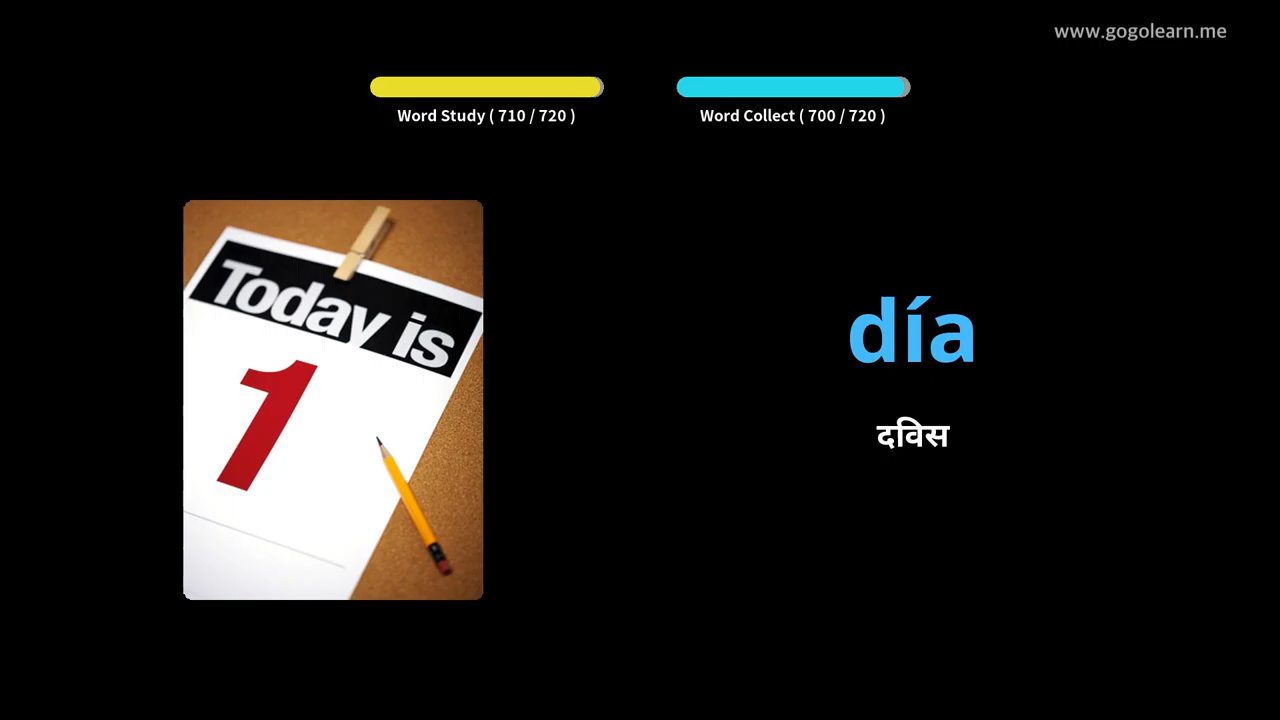 www.gogolearn.me
Word Study ( 710 / 720 )
Word Collect ( 700 / 720 )
Today is
1
día
दिवस